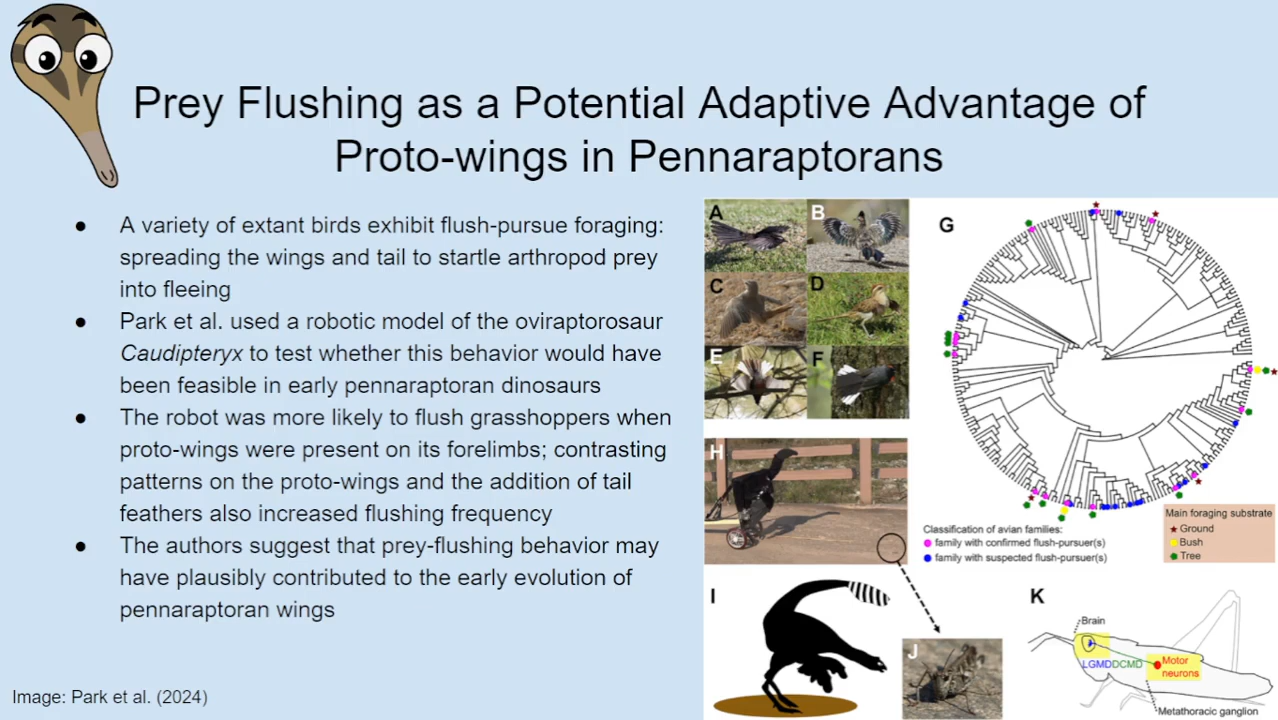 Prey Flushing as a Potential Adaptive Advantage of
Proto-wings in Pennaraptorans
● A variety of extant birds exhibit flush-pursue foraging:
spreading the wings and tail to startle arthropod prey
into fleeing
● Park et al. used a robotic model of the oviraptorosaur
Caudipteryx to test whether this behavior would have
been feasible in early pennaraptoran dinosaurs
● The robot was more likely to flush grasshoppers when
proto-wings were present on its forelimbs; contrasting
patterns on the proto-wings and the addition of tail
feathers also increased flushing frequency
● The authors suggest that prey-flushing behavior may
have plausibly contributed to the early evolution of
pennaraptoran wings
Image: Park et al. (2024)
A
B
C
D
E
F
G
H
Classification of avian families:
family with confirmed flush-pursuer(s)
family with suspected flush-pursuer(s)
Main foraging substrate
Ground
Bush
Tree
I
J
K
Brain
LGMDDCMD
Motor
neurons
Metathoracic ganglion